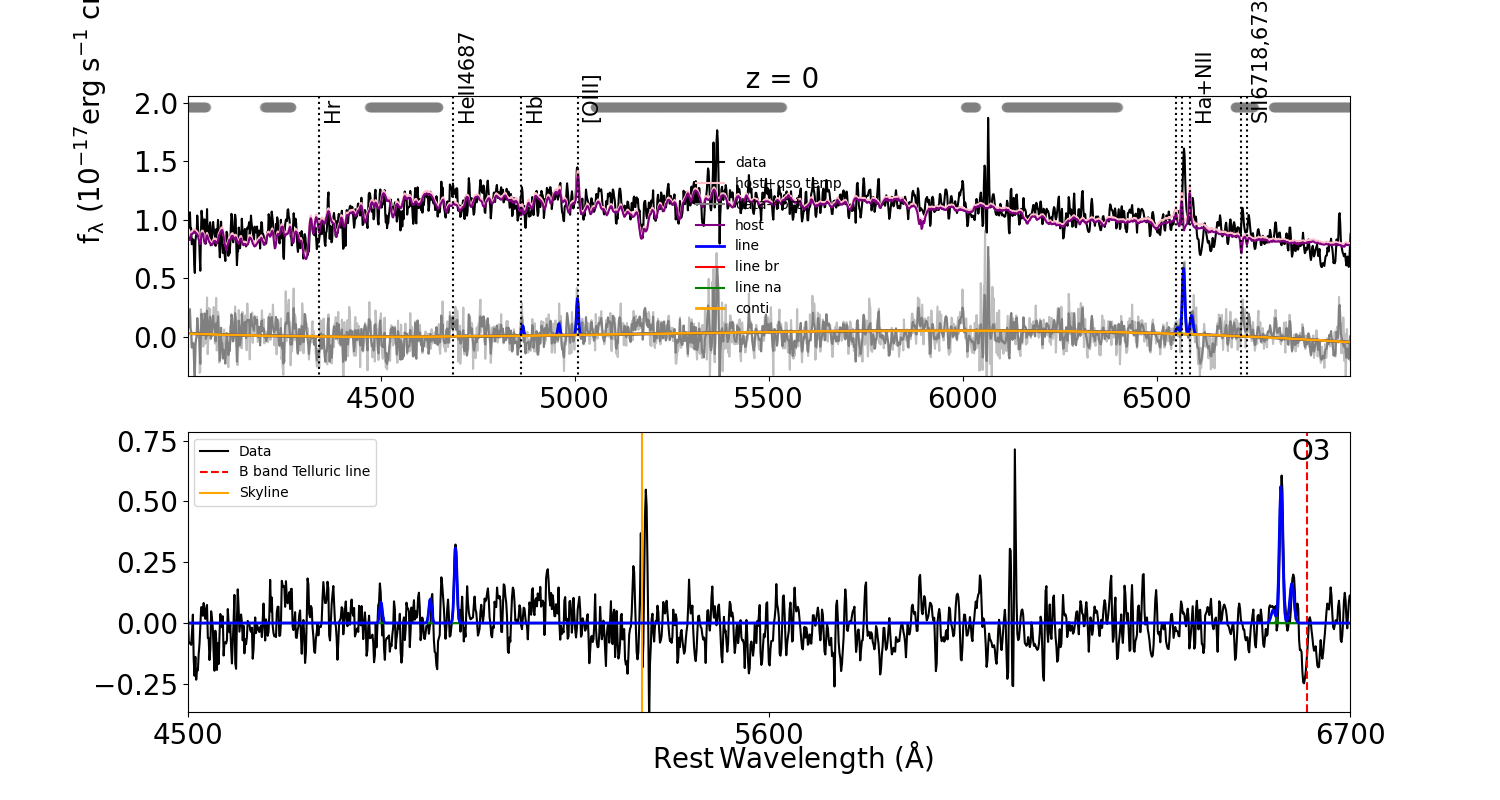 z = 0
f_λ (10^−17 erg s^−1 c
Hr
HeII4687
Hb
[OIII]
Ha+NII
SII6718,673
2.0
1.5
1.0
0.5
0.0
data
host+qso temp
host
line
line br
line na
conti
4500 5000 5500 6000 6500
0.75
0.50
0.25
0.00
−0.25
Data
B band Telluric line
Skyline
O3
4500 5600 6700
Rest Wavelength (Å)